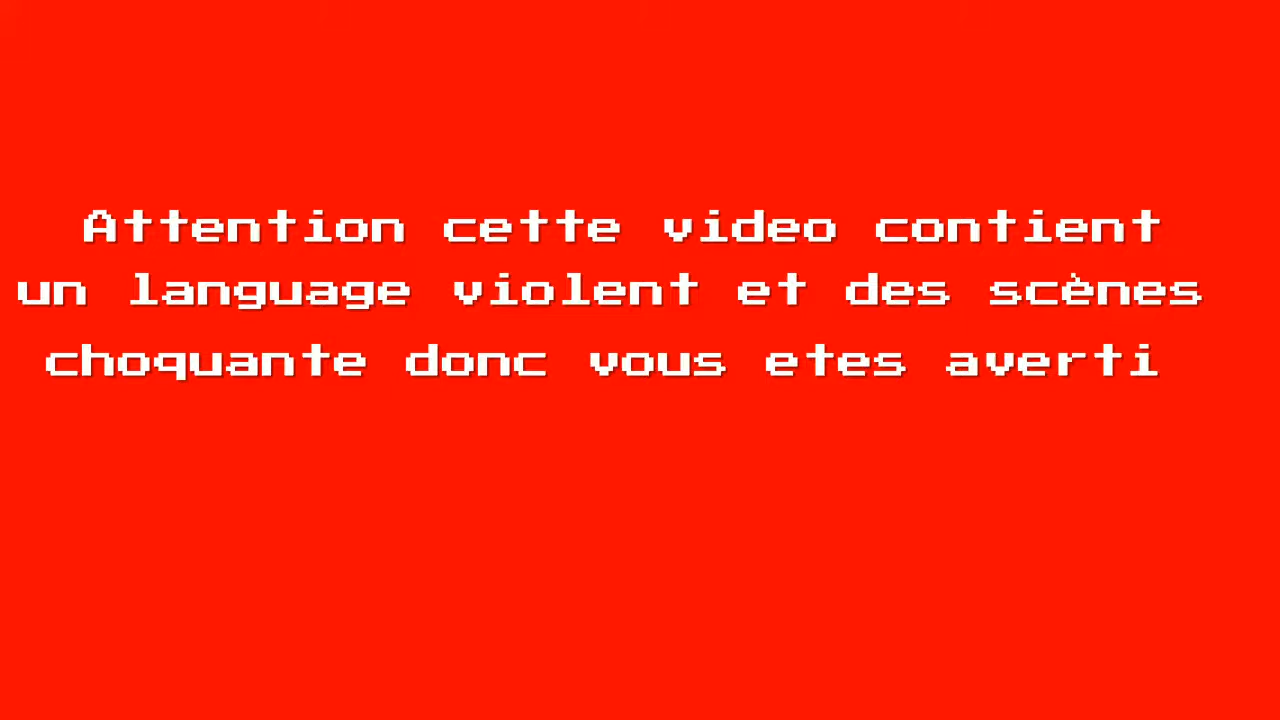 Attention cette video contient
un language violent et des scènes
choquante donc vous etes averti